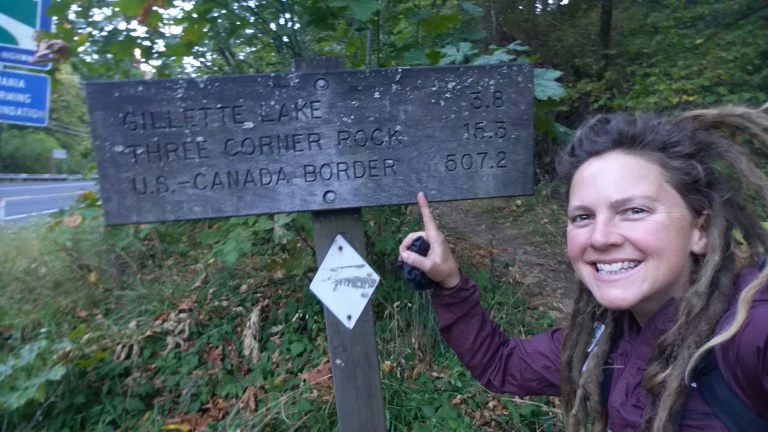 GILLETTE LAKE 3.8
THREE CORNER ROCK 15.3
U.S.-CANADA BORDER 507.2